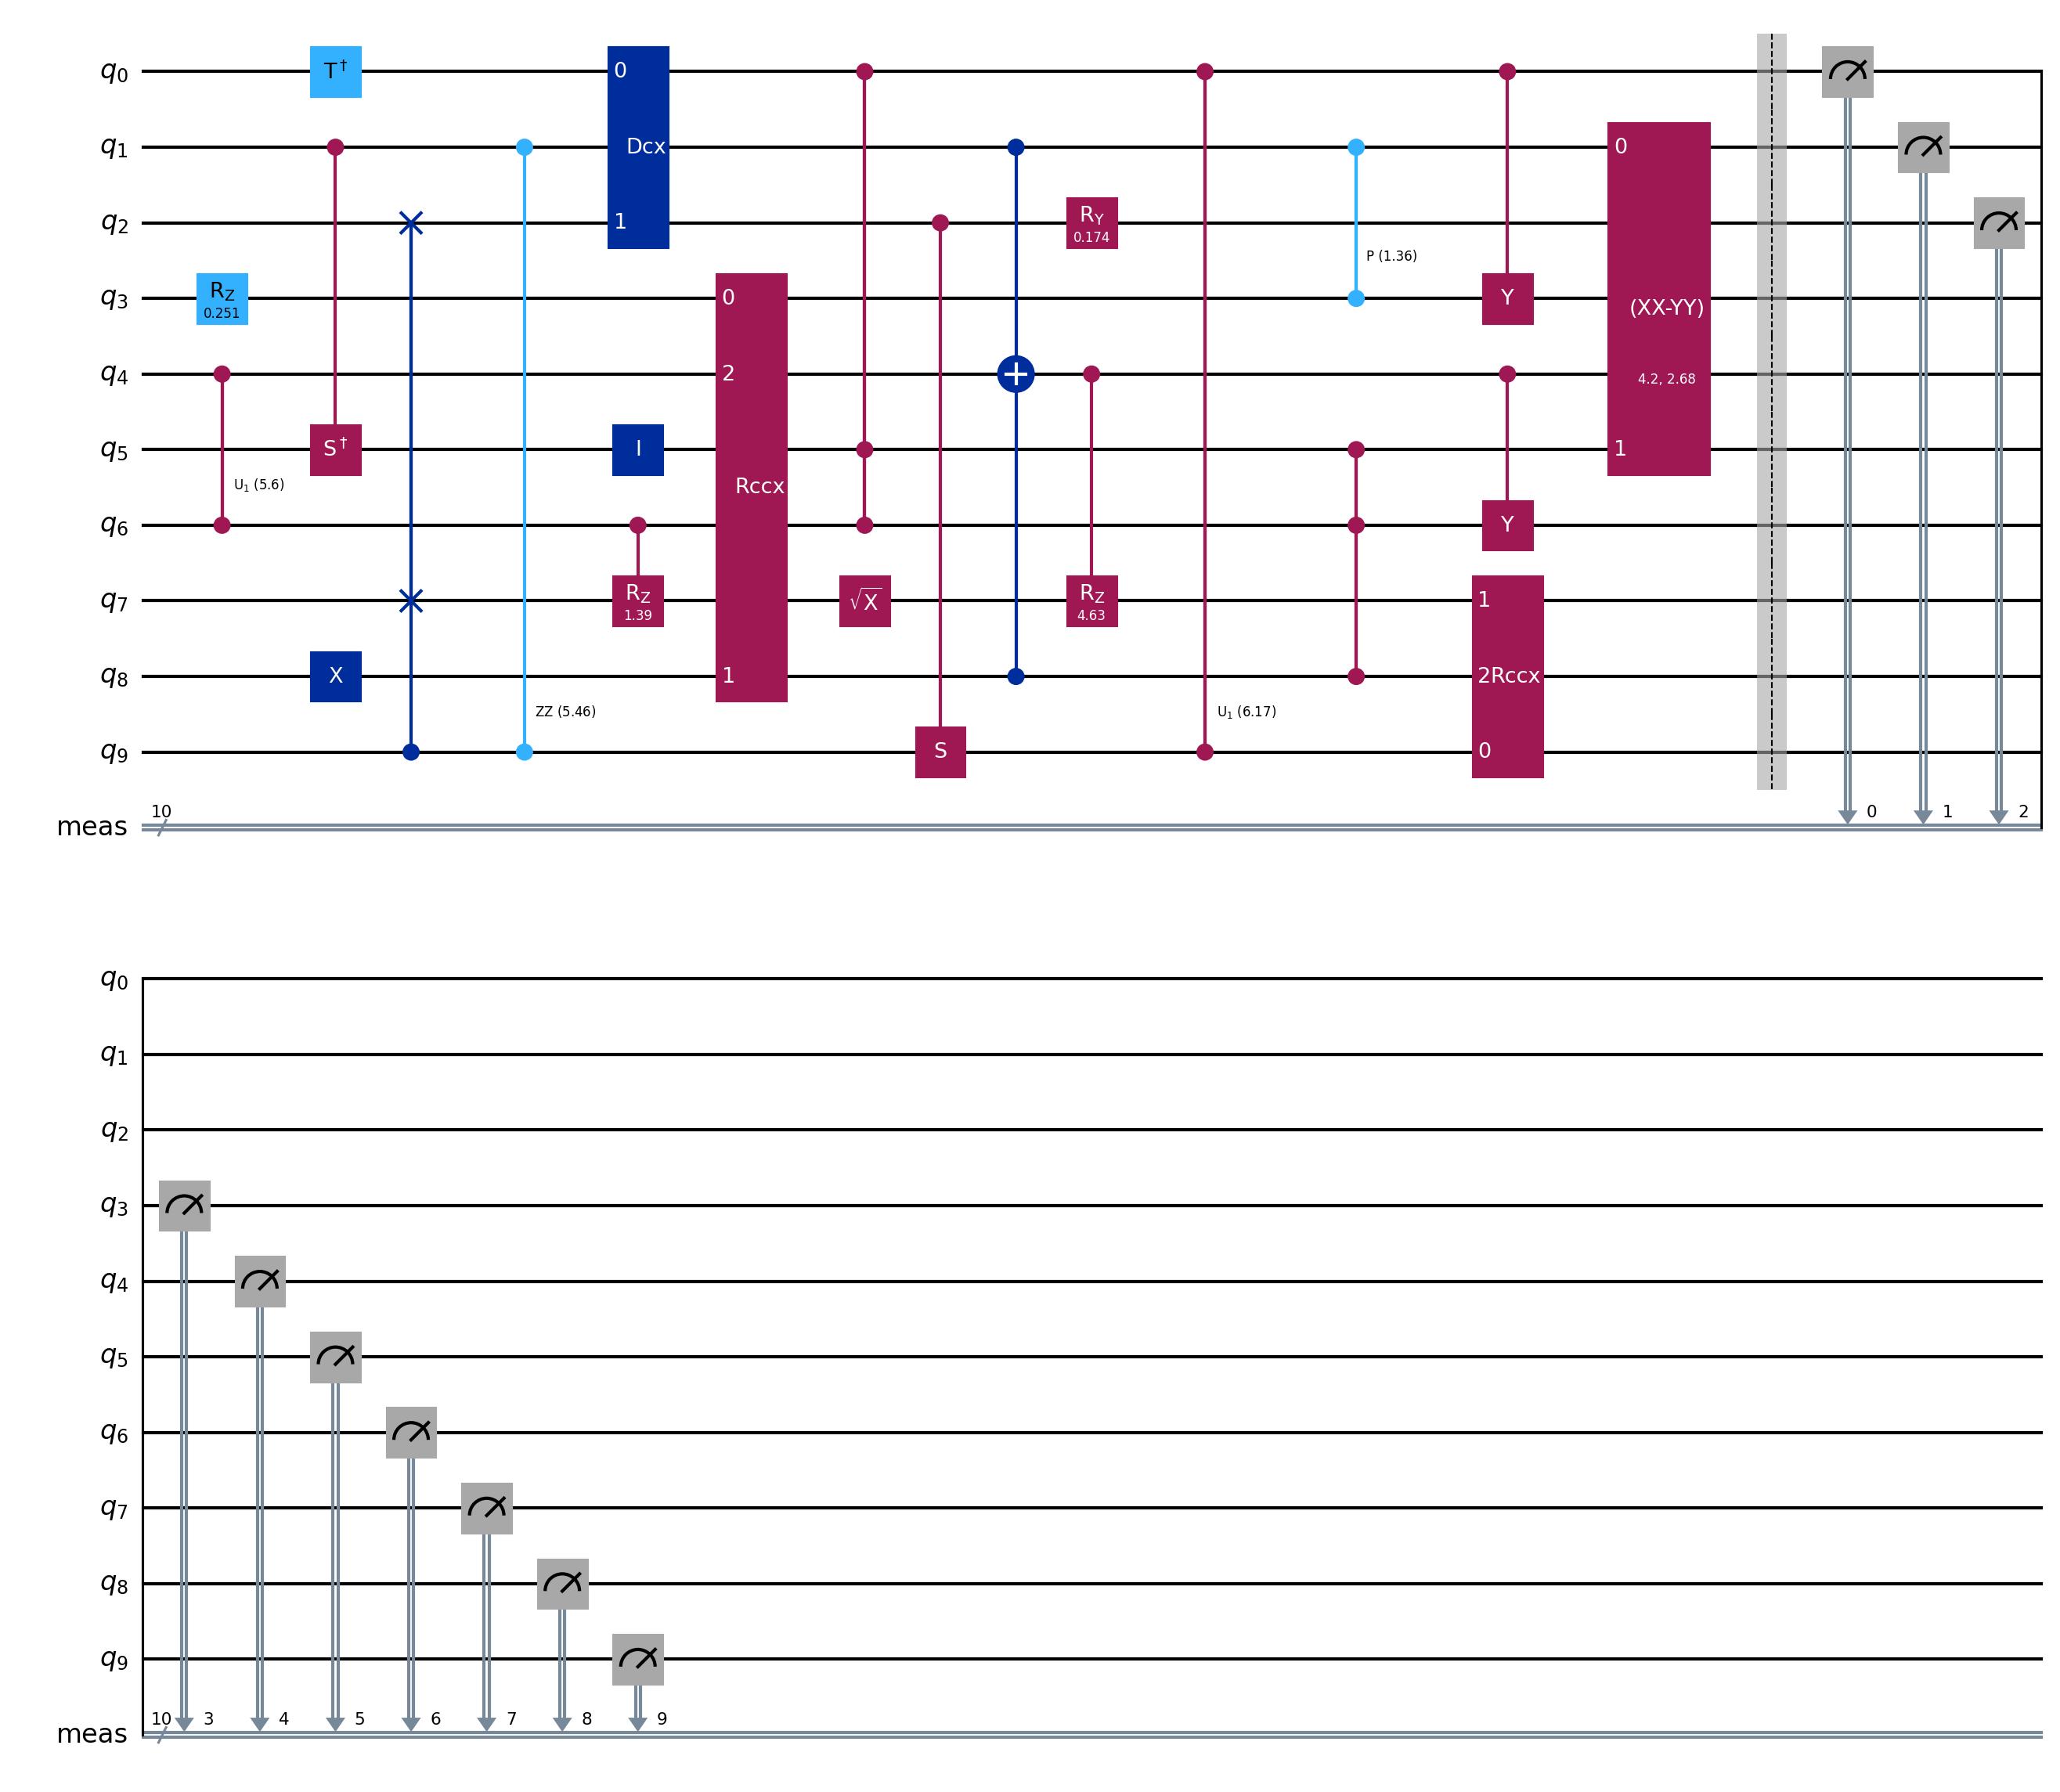 q0 T† 0 0
q1 Dcx 0
q2 1 RY 0.174 P (1.36)
q3 RZ 0.251 0 Y (XX-YY)
q4 2 4.2, 2.68
q5 U1 (5.6) S† I Rccx 1
q6 Y
q7 RZ 1.39 √X RZ 4.63 1
q8 X ZZ (5.46) 1 U1 (6.17) 2Rccx
q9 S 0
meas 10 0 1 2
q0
q1
q2
q3
q4
q5
q6
q7
q8
q9
meas 10 3 4 5 6 7 8 9